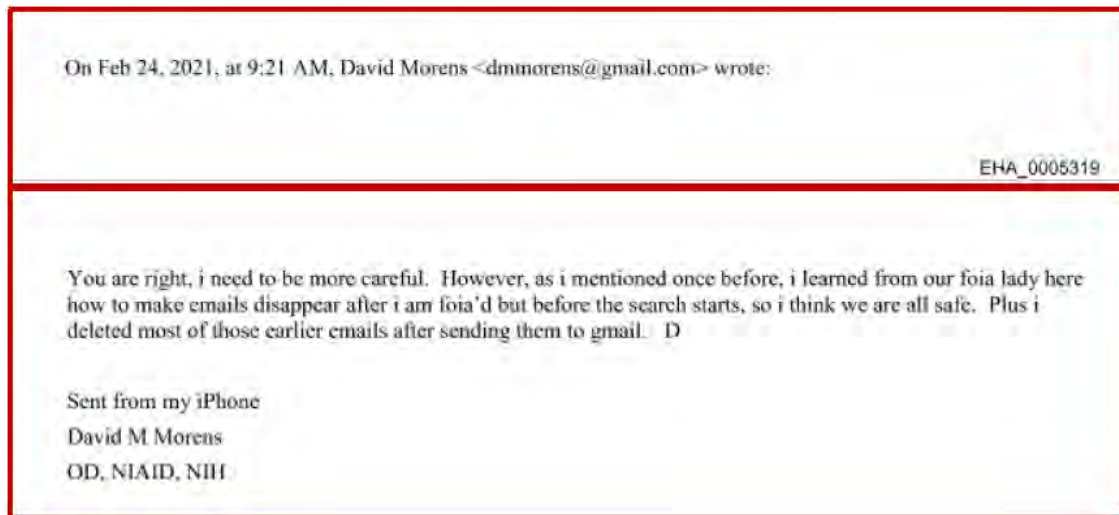 On Feb 24, 2021, at 9:21 AM, David Morens <dmmorens@gmail.com> wrote:
EHA_0005319
You are right, i need to be more careful.  However, as i mentioned once before, i learned from our foia lady here
how to make emails disappear after i am foia'd but before the search starts, so i think we are all safe.  Plus i
deleted most of those earlier emails after sending them to gmail.   D
Sent from my iPhone
David M Morens
OD, NIAID, NIH